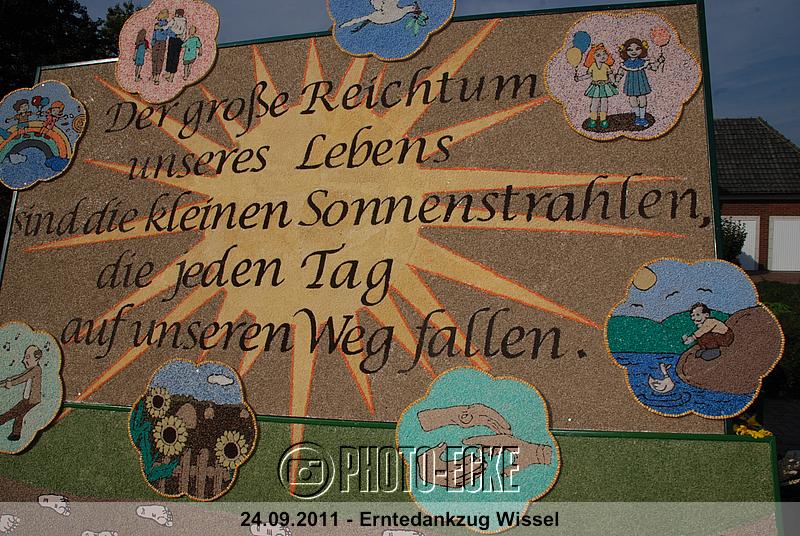 Der große Reichtum
unseres Lebens
sind die kleinen Sonnenstrahlen,
die jeden Tag
auf unseren Weg fallen.
PHOTO-ECKE
24.09.2011 - Erntedankzug Wissel